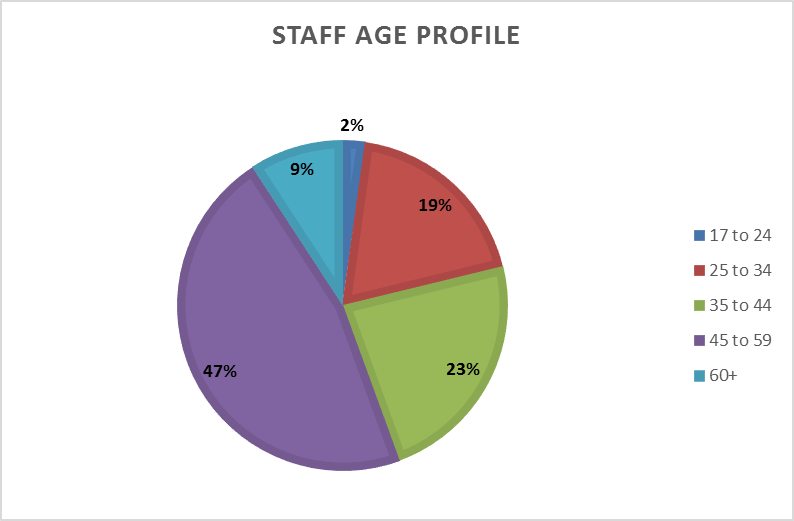 STAFF AGE PROFILE
2%
9%
19%
47%
23%
17 to 24
25 to 34
35 to 44
45 to 59
60+